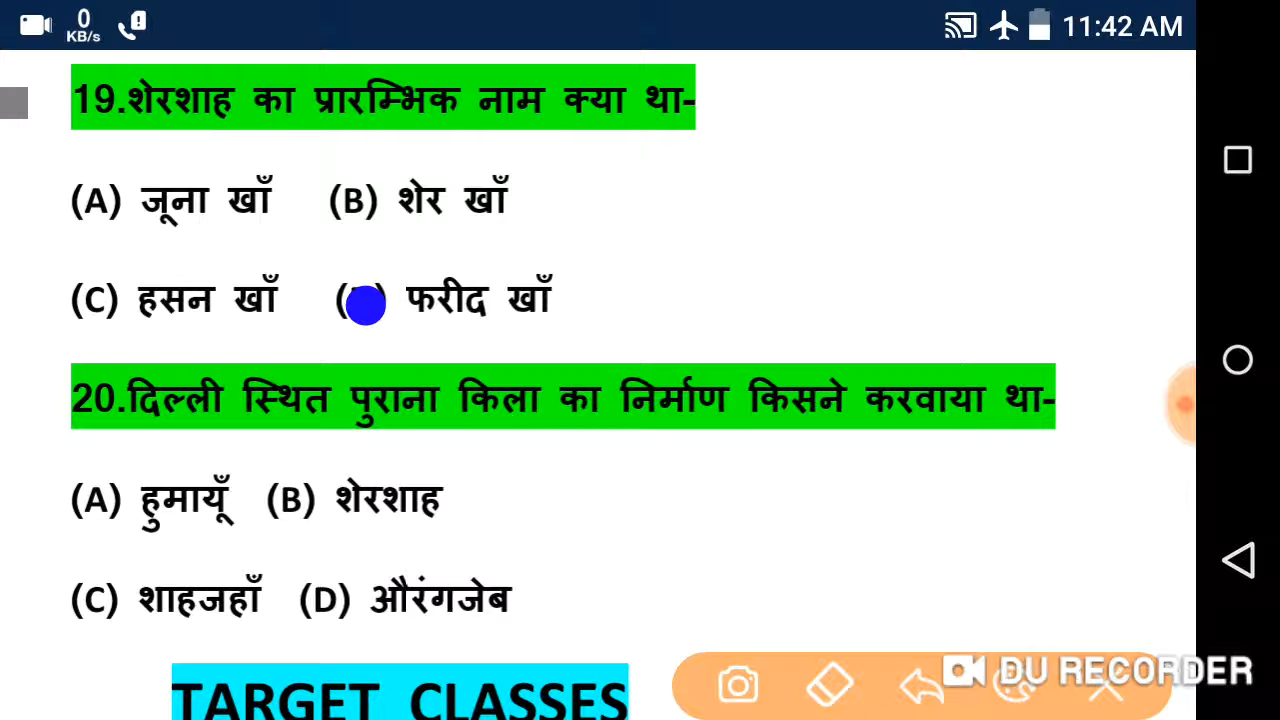 0
KB/s
11:42 AM
19.शेरशाह का प्रारम्भिक नाम क्या था-
(A) जूना खाँ (B) शेर खाँ
(C) हसन खाँ ( ) फरीद खाँ
20.दिल्ली स्थित पुराना किला का निर्माण किसने करवाया था-
(A) हुमायूँ (B) शेरशाह
(C) शाहजहाँ (D) औरंगजेब
TARGET CLASSES
DU RECORDER